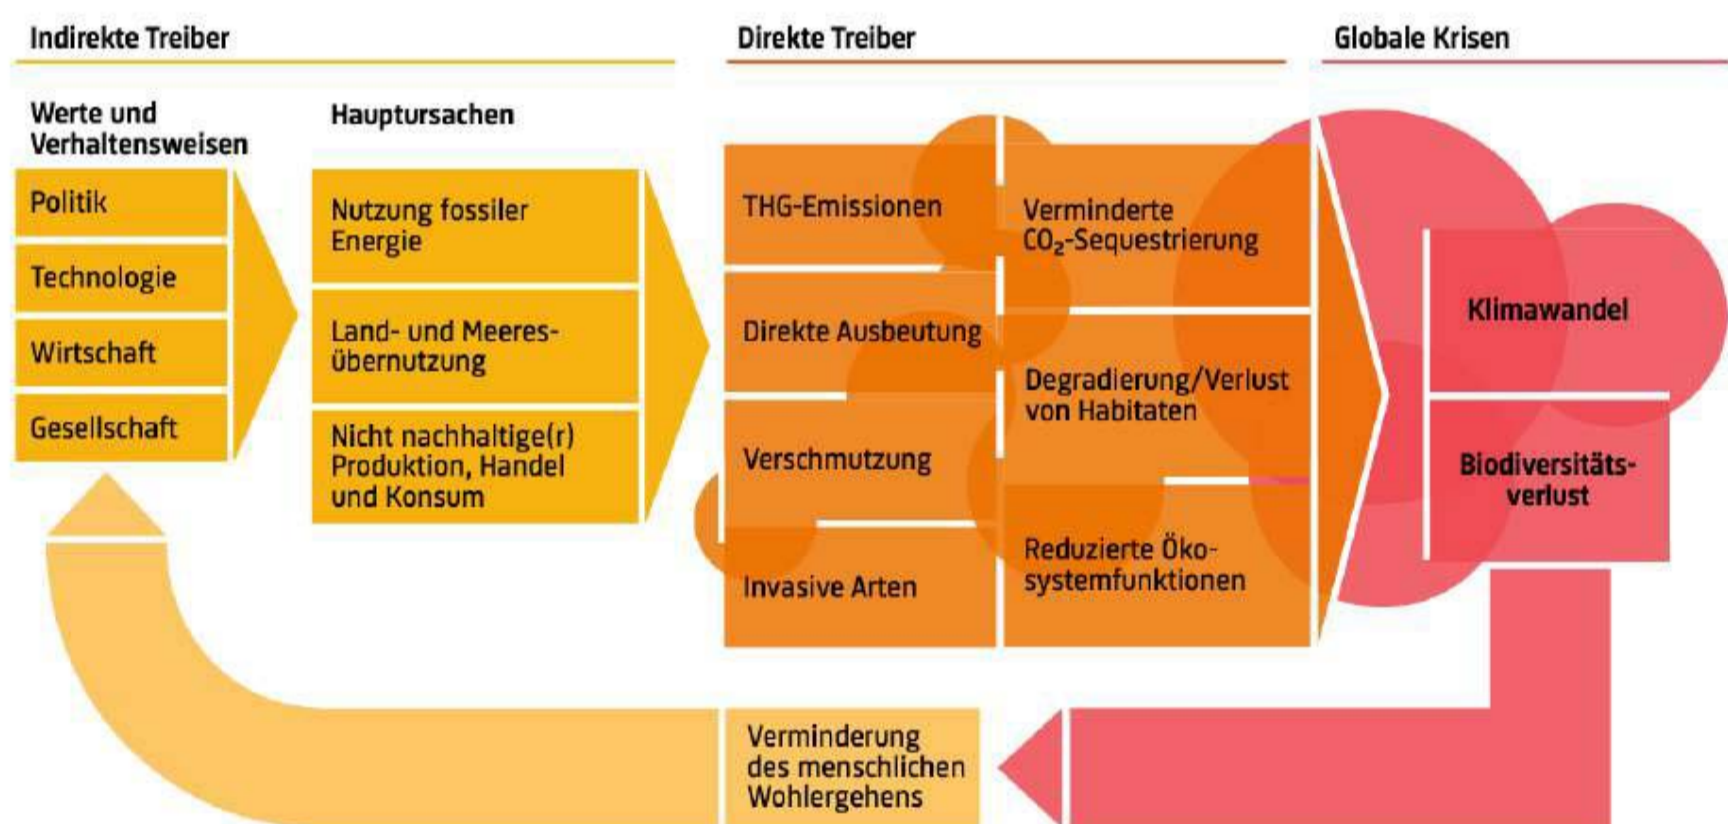 Indirekte Treiber
Direkte Treiber
Globale Krisen
Werte und
Verhaltensweisen
Hauptursachen
Politik
Technologie
Wirtschaft
Gesellschaft
Nutzung fossiler
Energie
Land- und Meeres-
übernutzung
Nicht nachhaltige(r)
Produktion, Handel
und Konsum
THG-Emissionen
Direkte Ausbeutung
Verschmutzung
Invasive Arten
Verminderte
CO₂-Sequestrierung
Degradierung/Verlust
von Habitaten
Reduzierte Öko-
systemfunktionen
Klimawandel
Biodiversitäts-
verlust
Verminderung
des menschlichen
Wohlergehens